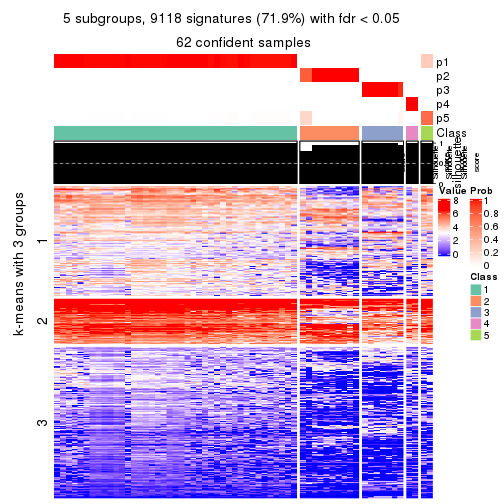 5 subgroups, 9118 signatures (71.9%) with fdr < 0.05
62 confident samples
p1
p2
p3
p4
p5
Class
1
0
silhouette
score
Value
8
6
4
2
0
Prob
1
0.8
0.6
0.4
0.2
0
Class
1
2
3
4
5
k-means with 3 groups
1
2
3